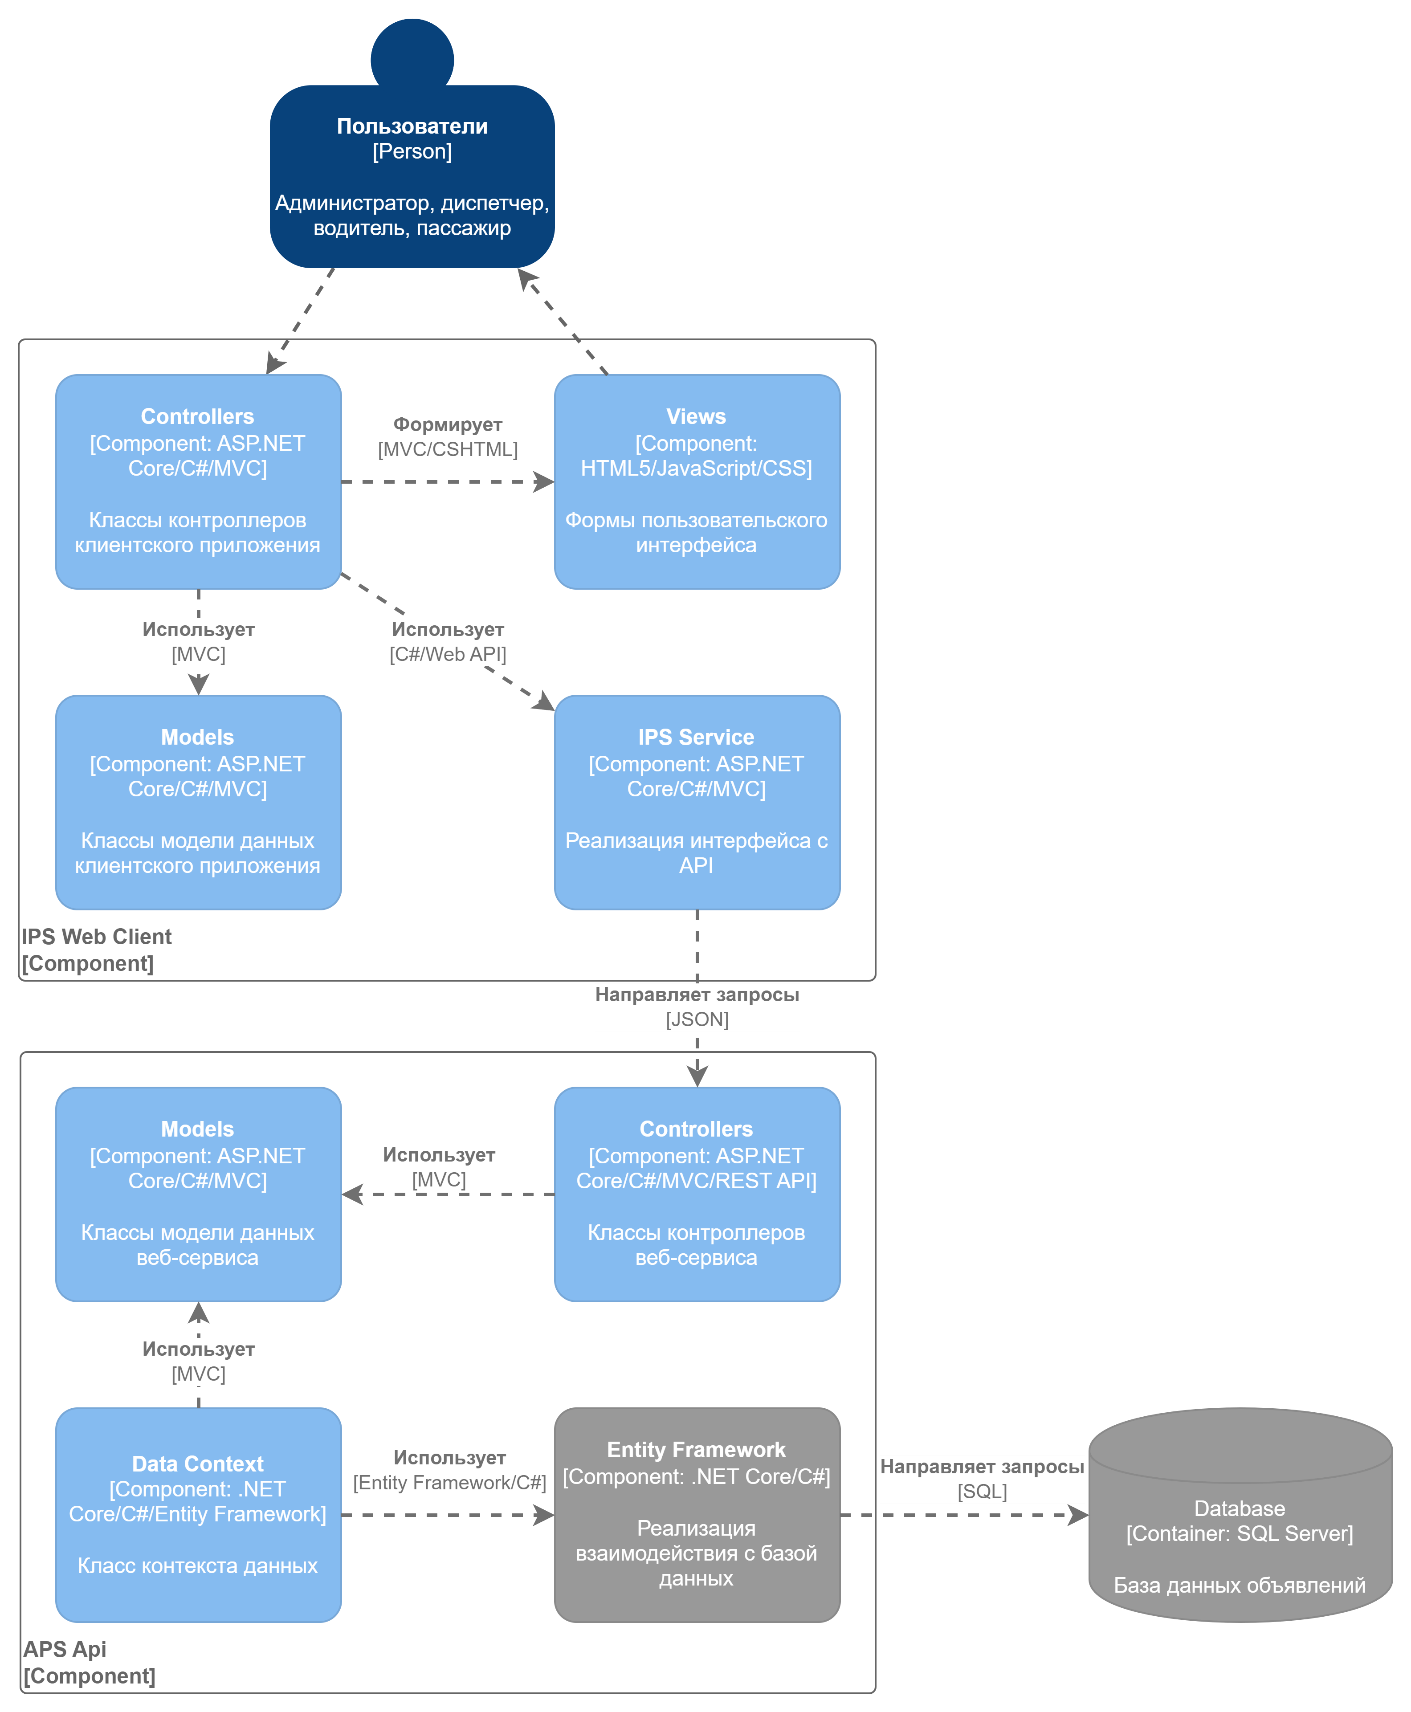 Пользователи
[Person]
Администратор, диспетчер,
водитель, пассажир
Controllers
[Component: ASP.NET
Core/C#/MVC]
Классы контроллеров
клиентского приложения
Формирует
[MVC/CSHTML]
Views
[Component:
HTML5/JavaScript/CSS]
Формы пользовательского
интерфейса
Использует
[MVC]
Использует
[C#/Web API]
Models
[Component: ASP.NET
Core/C#/MVC]
Классы модели данных
клиентского приложения
IPS Service
[Component: ASP.NET
Core/C#/MVC]
Реализация интерфейса с
API
IPS Web Client
[Component]
Направляет запросы
[JSON]
Models
[Component: ASP.NET
Core/C#/MVC]
Классы модели данных
веб-сервиса
Использует
[MVC]
Controllers
[Component: ASP.NET
Core/C#/MVC/REST API]
Классы контроллеров
веб-сервиса
Использует
[MVC]
Data Context
[Component: .NET
Core/C#/Entity Framework]
Класс контекста данных
Использует
[Entity Framework/C#]
Entity Framework
[Component: .NET Core/C#]
Реализация
взаимодействия с базой
данных
Направляет запросы
[SQL]
Database
[Container: SQL Server]
База данных объявлений
APS Api
[Component]